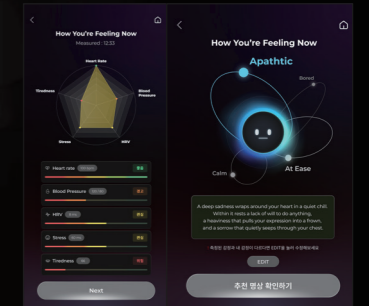 How You're Feeling Now
Measured : 12:33
Heart Rate
Tiredness
Blood Pressure
Stress
HRV
Heart rate
Blood Pressure
HRV
Stress
Tiredness
Next
How You're Feeling Now
Apathtic
Bored
At Ease
Calm
A deep sadness wraps around your heart in a quiet chill.
Within it rests a lack of will to do anything,
a heaviness that pulls your expression into a frown,
and a sorrow that quietly seeps through your chest.
EDIT
추천 명상 확인하기